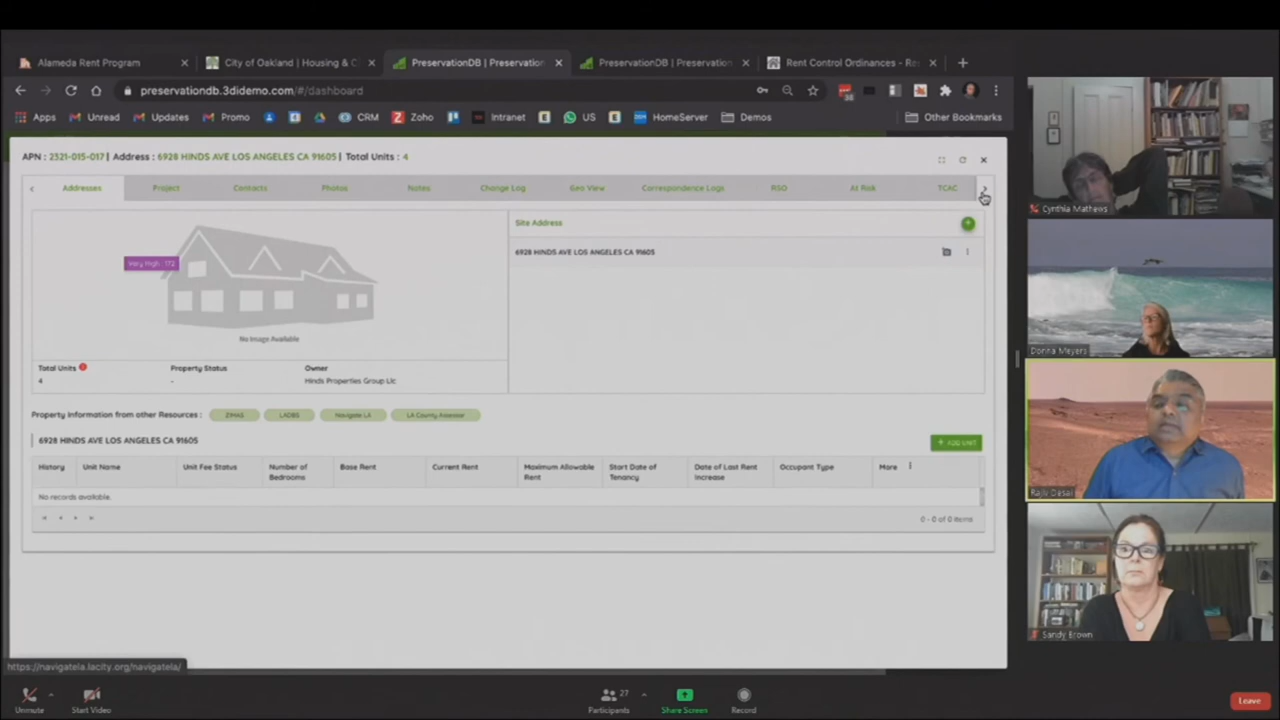 Alameda Rent Program
City of Oakland | Housing & C
PreservationDB | Preservation
PreservationDB | Preservation
Rent Control Ordinances - Re
preservationdb.3didemo.com/#/dashboard
38
Apps
Unread
Updates
Promo
CRM
Zoho
Intranet
US
HomeServer
Demos
Other Bookmarks
APN : 2321-015-017 | Address : 6928 HINDS AVE LOS ANGELES CA 91605 | Total Units : 4
Addresses
Project
Contacts
Photos
Notes
Change Log
Geo View
Correspondence Logs
RSO
At Risk
TCAC
Very High : 172
No Image Available
Site Address
6928 HINDS AVE LOS ANGELES CA 91605
Total Units
4
Property Status
-
Owner
Hinds Properties Group Llc
Property Information from other Resources :
ZIMAS
LADBS
Navigate LA
LA County Assessor
6928 HINDS AVE LOS ANGELES CA 91605
+ ADD UNIT
History
Unit Name
Unit Fee Status
Number of Bedrooms
Base Rent
Current Rent
Maximum Allowable Rent
Start Date of Tenancy
Date of Last Rent Increase
Occupant Type
More
No records available.
0 - 0 of 0 items
https://navigatela.lacity.org/navigatela/
Cynthia Mathews
Donna Meyers
Rajiv Desai
Sandy Brown
Unmute
Start Video
27
Participants
Share Screen
Record
Leave